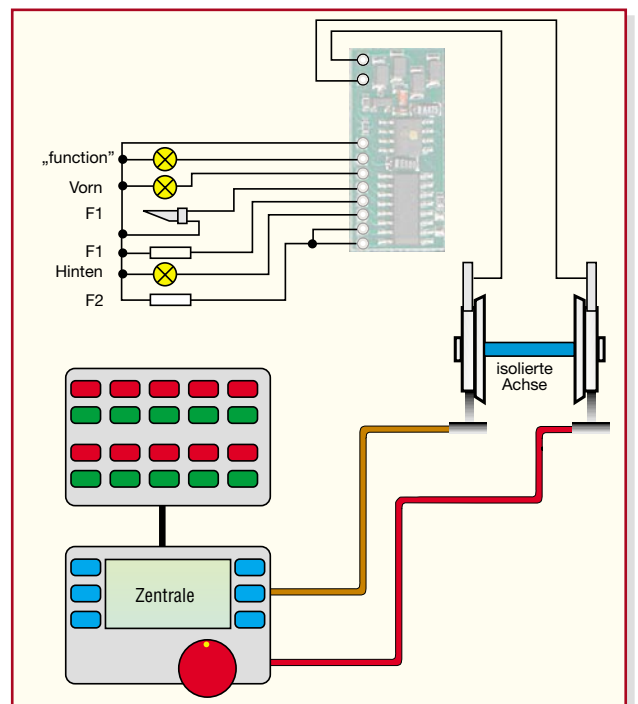 „function”
Vorn
F1
F1
Hinten
F2
isolierte
Achse
Zentrale